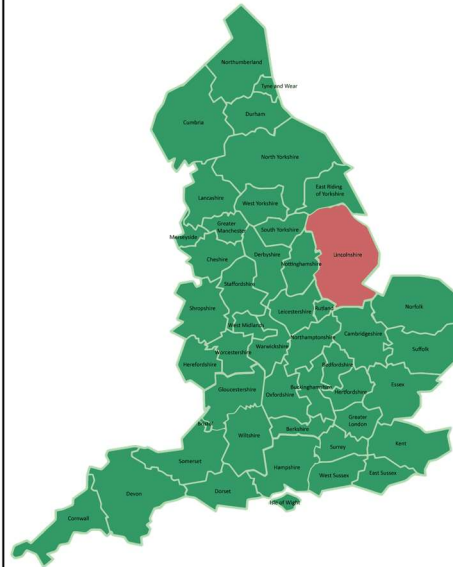 Northumberland
Tyne and Wear
Durham
Cumbria
North Yorkshire
East Riding
of Yorkshire
Lancashire
West Yorkshire
Greater
Manchester
South Yorkshire
Merseyside
Lincolnshire
Cheshire
Derbyshire
Nottinghamshire
Staffordshire
Shropshire
Leicestershire
Rutland
Norfolk
West Midlands
Cambridgeshire
Northamptonshire
Warwickshire
Suffolk
Worcestershire
Herefordshire
Bedfordshire
Buckinghamshire
Essex
Gloucestershire
Oxfordshire
Hertfordshire
Greater
London
Bristol
Berkshire
Wiltshire
Kent
Surrey
Somerset
Hampshire
West Sussex
East Sussex
Devon
Dorset
Isle of Wight
Cornwall